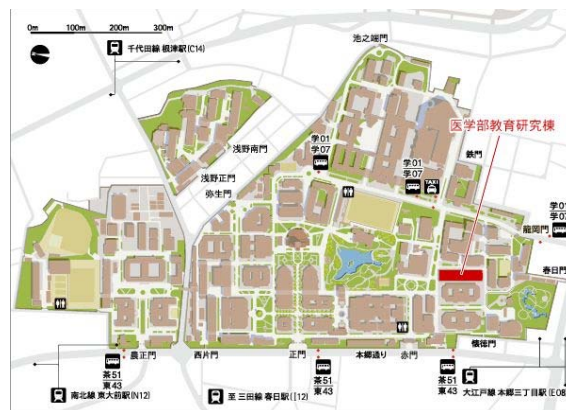 0m 100m 200m 300m
千代田線 根津駅(C14)
池之端門
医学部教育研究棟
浅野南門
学01
学07
学01
学07
TAXI
鉄門
浅野正門
弥生門
学01
学07
龍岡門
春日門
農正門
西片門
正門
本郷通り
赤門
懐徳門
茶51
東43
茶51
東43
茶51
東43
南北線 東大前駅(N12)
至 三田線 春日駅(I12)
大江戸線 本郷三丁目駅(E08